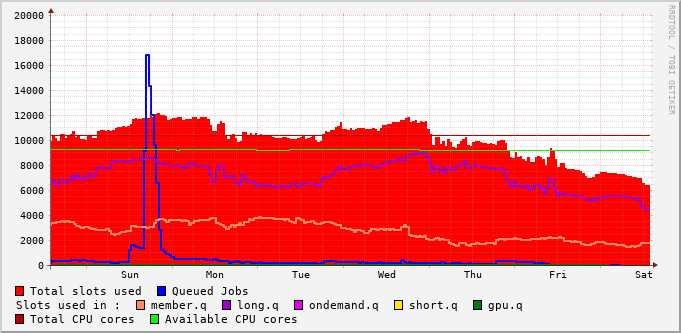 20000
18000
16000
14000
12000
10000
8000
6000
4000
2000
0
Sun Mon Tue Wed Thu Fri Sat
RRDTOOL / TOBI OETIKER
Total slots used Queued Jobs
Slots used in : member.q long.q ondemand.q short.q gpu.q
Total CPU cores Available CPU cores